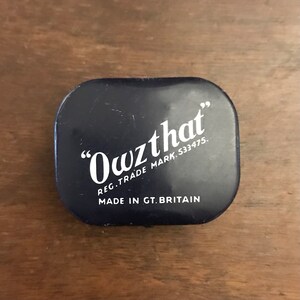 "Owzthat"
REG. TRADE MARK. 533475.
MADE IN GT. BRITAIN